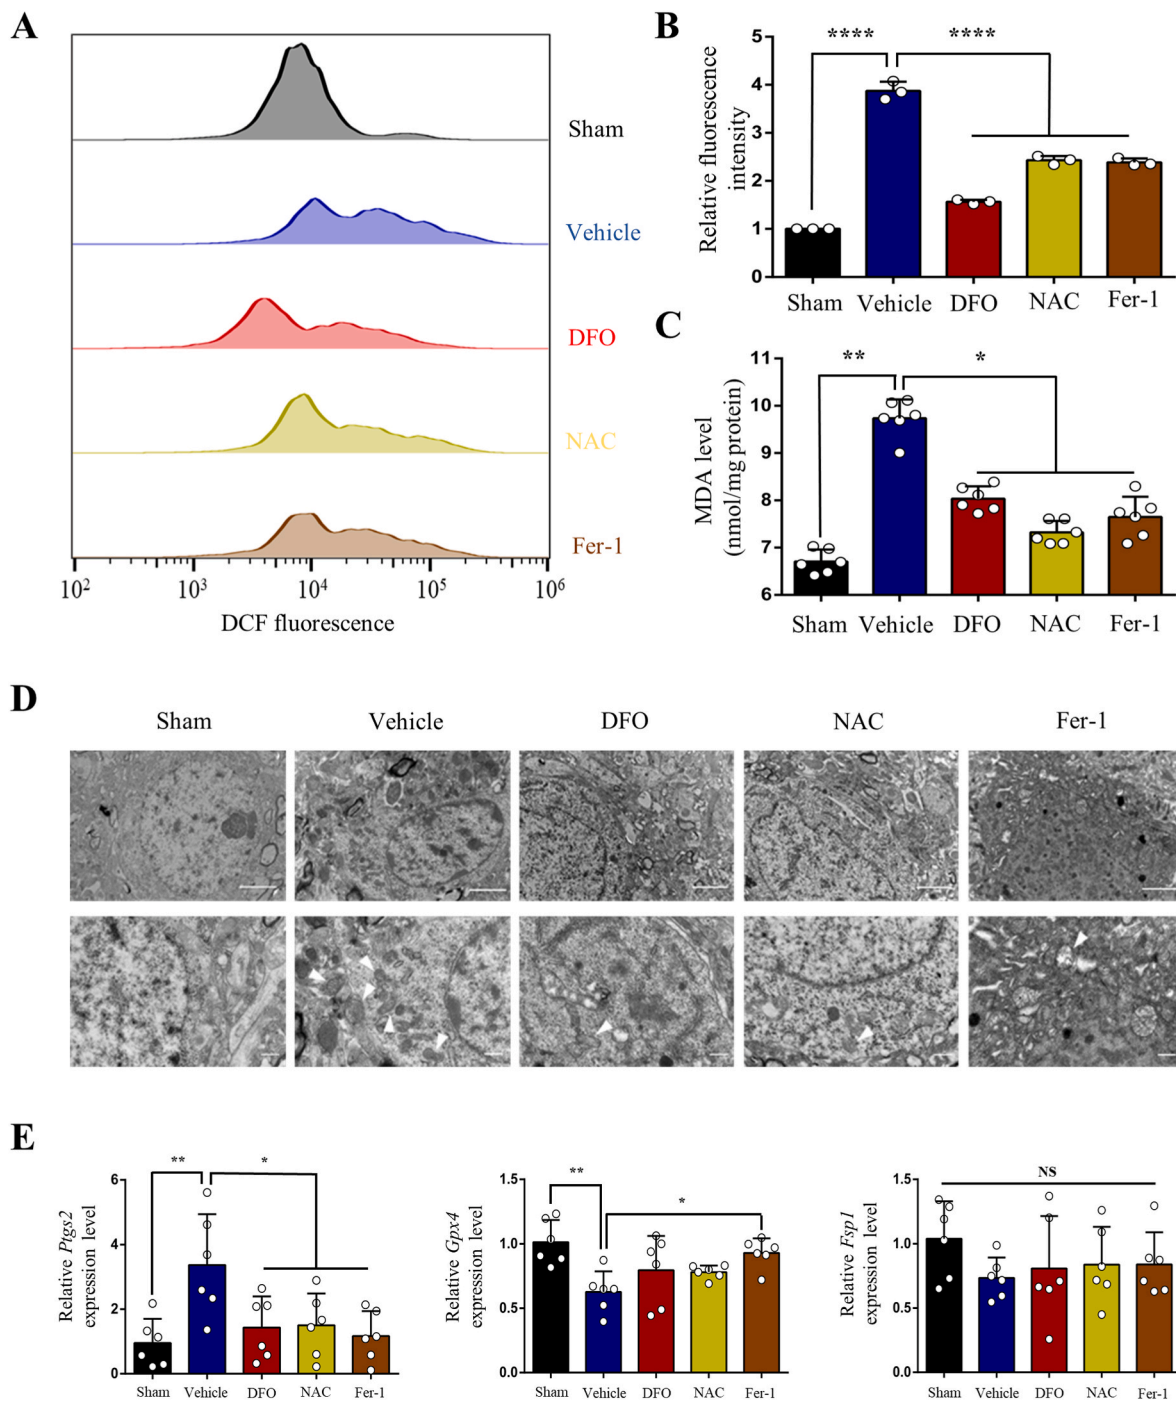 A
Sham
Vehicle
DFO
NAC
Fer-1
10² 10³ 10⁴ 10⁵ 10⁶
DCF fluorescence
B
**** ****
Relative fluorescence
intensity
5
4
3
2
1
0
Sham Vehicle DFO NAC Fer-1
C
** *
MDA level
(nmol/mg protein)
11
10
9
8
7
6
Sham Vehicle DFO NAC Fer-1
D
Sham Vehicle DFO NAC Fer-1
E
** *
Relative Ptgs2
expression level
6
4
2
0
Sham Vehicle DFO NAC Fer-1
** *
Relative Gpx4
expression level
1.5
1.0
0.5
0.0
Sham Vehicle DFO NAC Fer-1
NS
Relative Fsp1
expression level
1.5
1.0
0.5
0.0
Sham Vehicle DFO NAC Fer-1